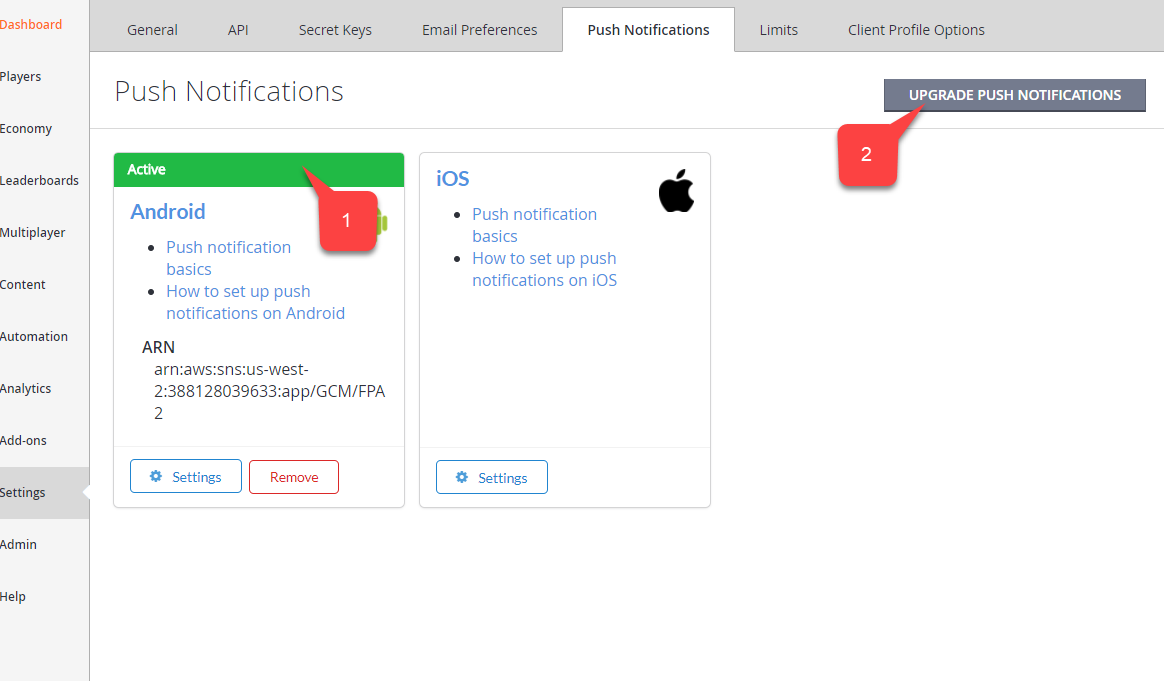 Dashboard
Players
Economy
Leaderboards
Multiplayer
Content
Automation
Analytics
Add-ons
Settings
Admin
Help
General
API
Secret Keys
Email Preferences
Push Notifications
Limits
Client Profile Options
Push Notifications
UPGRADE PUSH NOTIFICATIONS
2
Active
1
Android
Push notification
basics
How to set up push
notifications on Android
ARN
arn:aws:sns:us-west-
2:388128039633:app/GCM/FPA
2
Settings
Remove
iOS
Push notification
basics
How to set up push
notifications on iOS
Settings